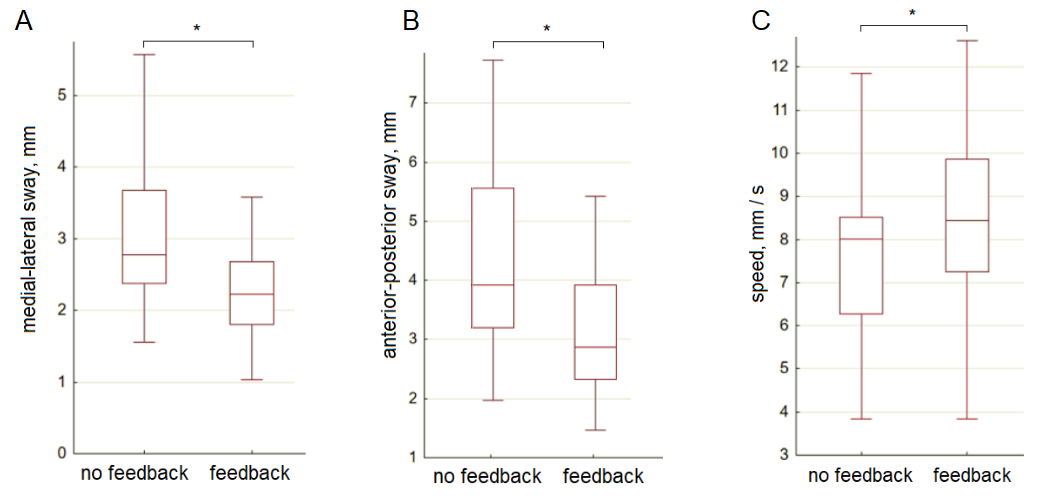 A
*
medial-lateral sway, mm
5
4
3
2
1
0
no feedback
feedback
B
*
anterior-posterior sway, mm
7
6
5
4
3
2
1
no feedback
feedback
C
*
speed, mm / s
12
11
10
9
8
7
6
5
4
3
no feedback
feedback